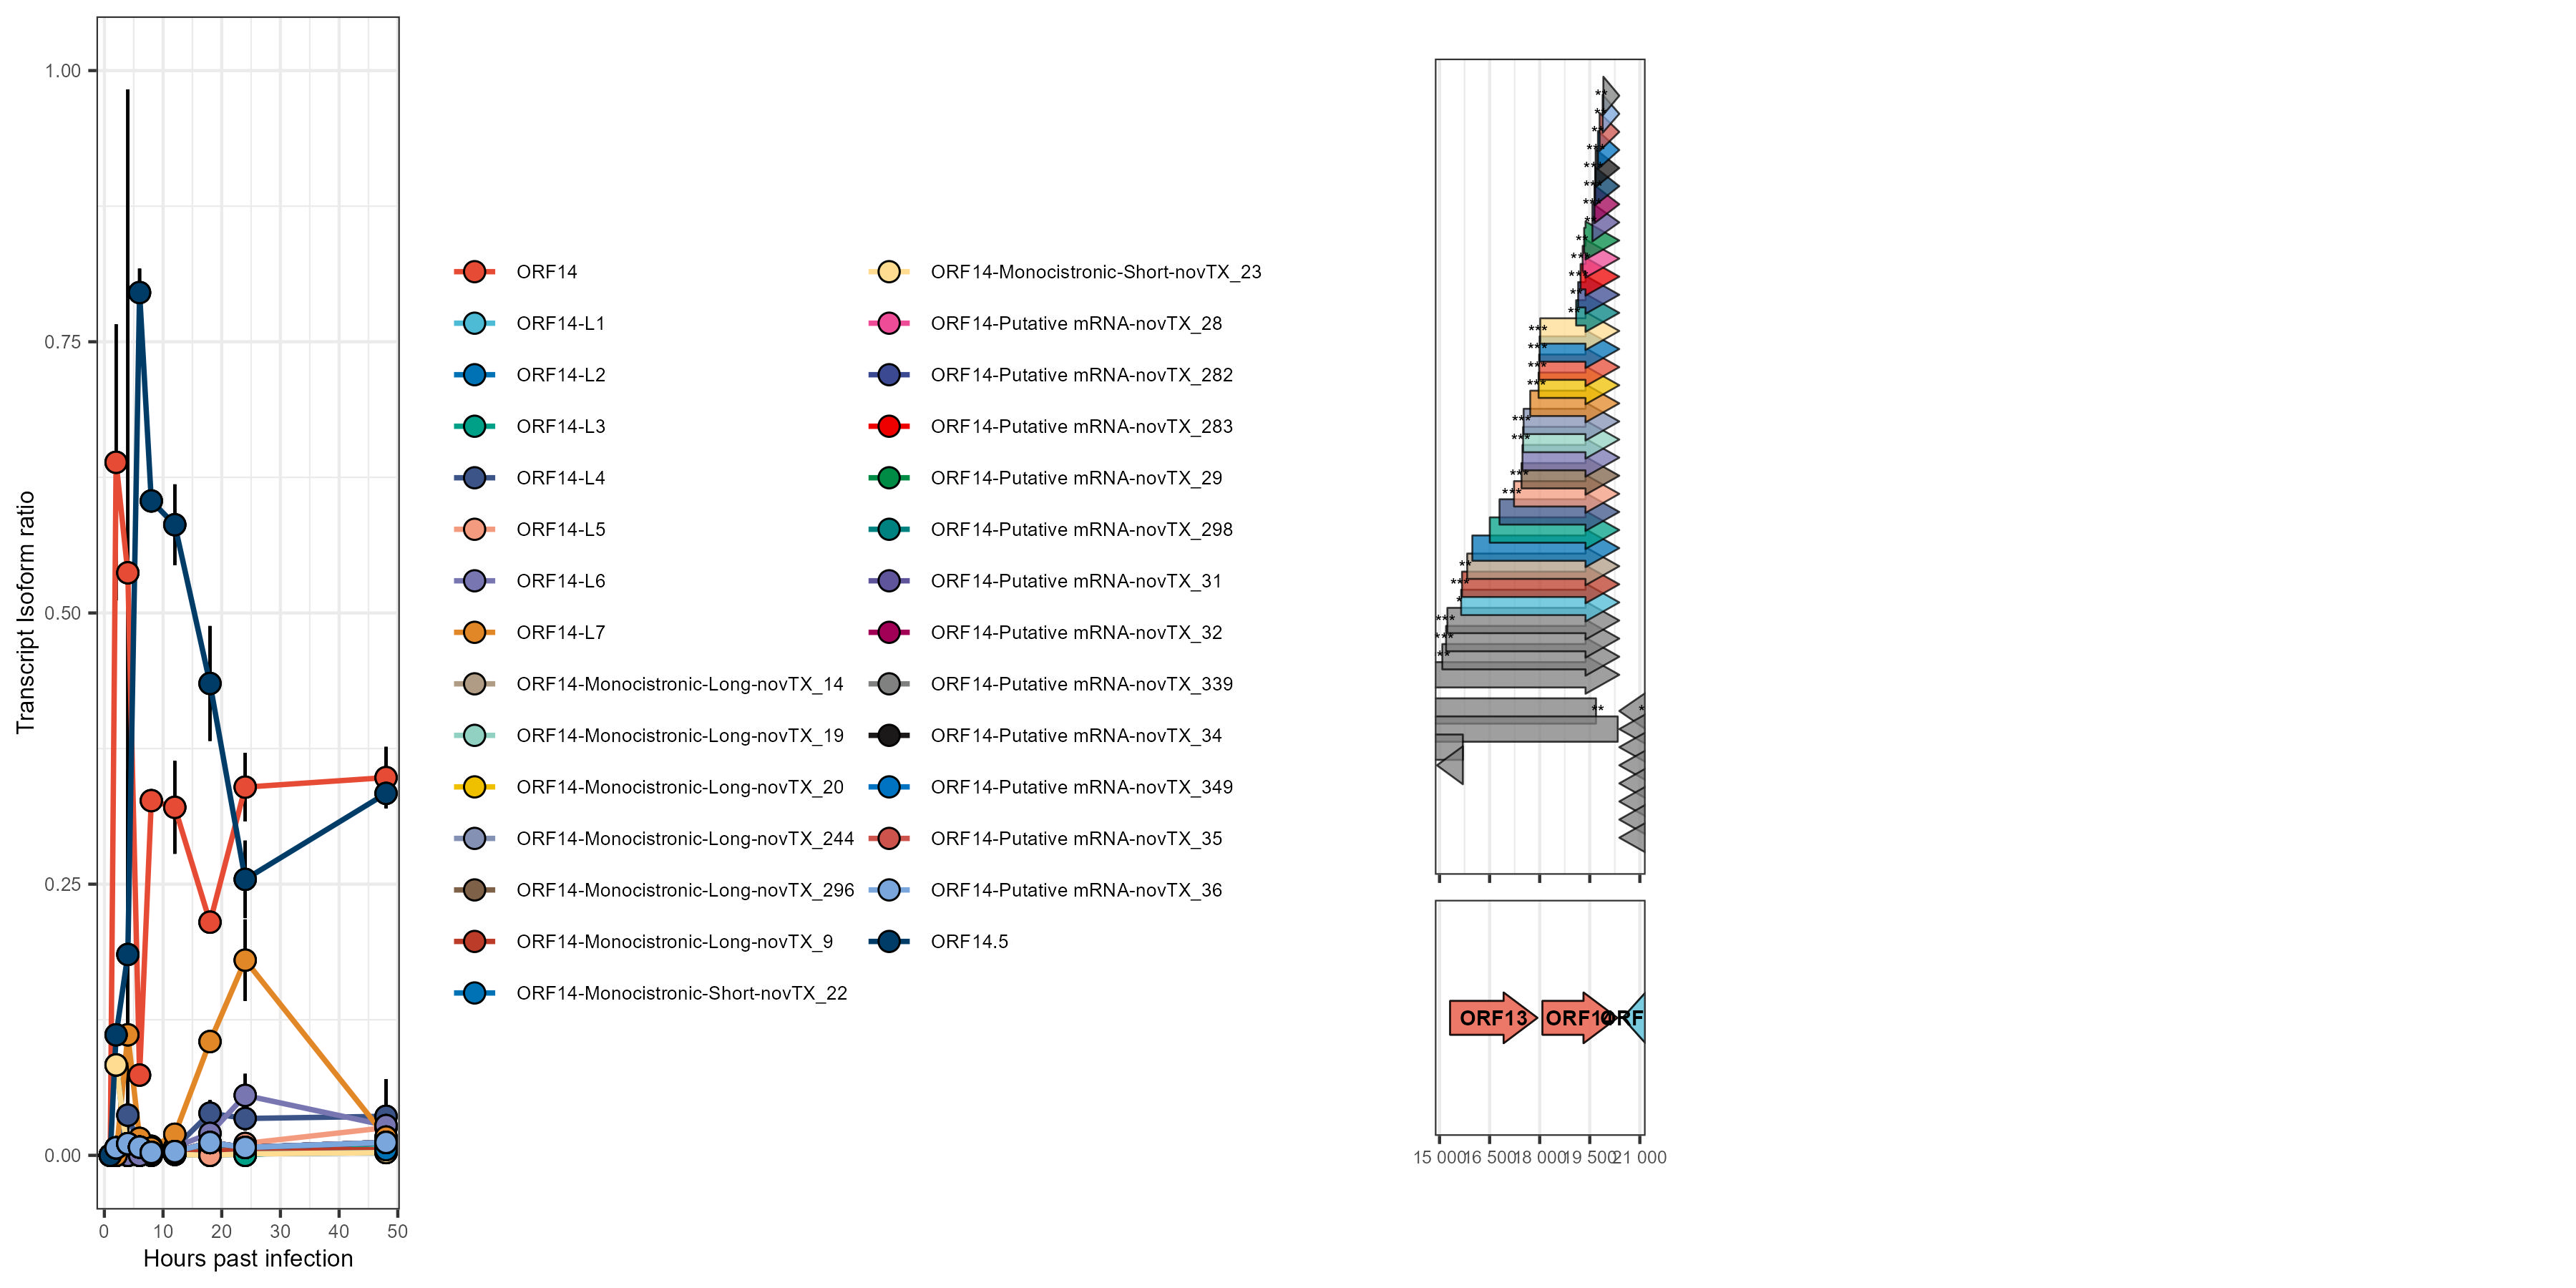 Transcript Isoform ratio
1.00
0.75
0.50
0.25
0.00
0 10 20 30 40 50
Hours past infection
ORF14
ORF14-L1
ORF14-L2
ORF14-L3
ORF14-L4
ORF14-L5
ORF14-L6
ORF14-L7
ORF14-Monocistronic-Long-novTX_14
ORF14-Monocistronic-Long-novTX_19
ORF14-Monocistronic-Long-novTX_20
ORF14-Monocistronic-Long-novTX_244
ORF14-Monocistronic-Long-novTX_296
ORF14-Monocistronic-Long-novTX_9
ORF14-Monocistronic-Short-novTX_22
ORF14-Monocistronic-Short-novTX_23
ORF14-Putative mRNA-novTX_28
ORF14-Putative mRNA-novTX_282
ORF14-Putative mRNA-novTX_283
ORF14-Putative mRNA-novTX_29
ORF14-Putative mRNA-novTX_298
ORF14-Putative mRNA-novTX_31
ORF14-Putative mRNA-novTX_32
ORF14-Putative mRNA-novTX_339
ORF14-Putative mRNA-novTX_34
ORF14-Putative mRNA-novTX_349
ORF14-Putative mRNA-novTX_35
ORF14-Putative mRNA-novTX_36
ORF14.5
ORF13 ORF14 ORF
15 000 16 500 18 000 19 500 21 000